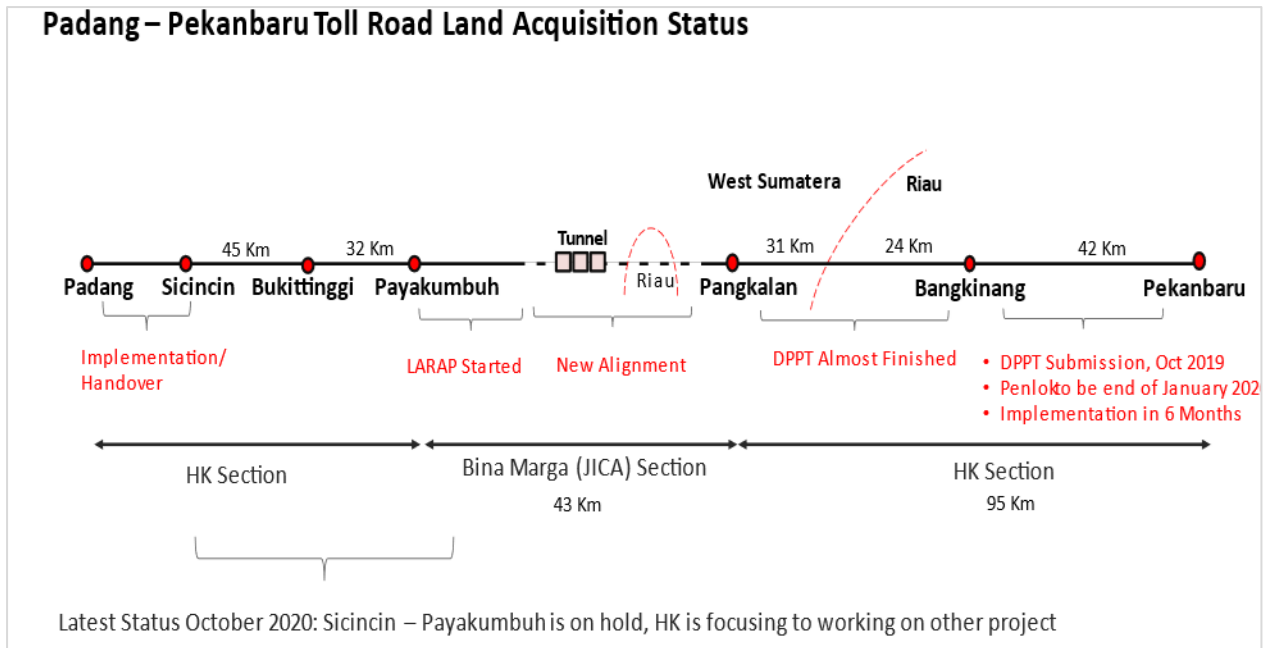 Padang – Pekanbaru Toll Road Land Acquisition Status
West Sumatera
Riau
45 Km
32 Km
Tunnel
31 Km
24 Km
42 Km
Padang
Sicincin
Bukittinggi
Payakumbuh
Riau
Pangkalan
Bangkinang
Pekanbaru
Implementation/
Handover
LARAP Started
New Alignment
DPPT Almost Finished
• DPPT Submission, Oct 2019
• Penlok to be end of January 202
• Implementation in 6 Months
HK Section
Bina Marga (JICA) Section
43 Km
HK Section
95 Km
Latest Status October 2020: Sicincin – Payakumbuh is on hold, HK is focusing to working on other project